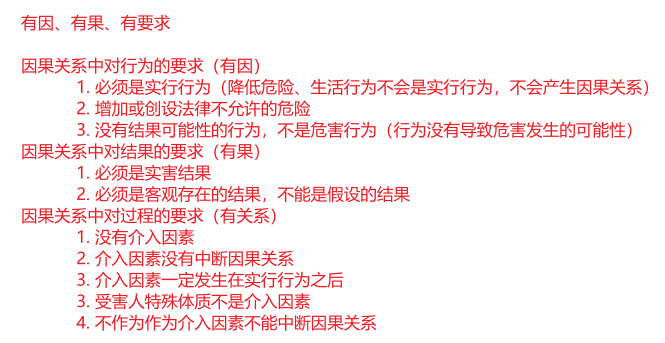 有因、有果、有要求
因果关系中对行为的要求（有因）
1. 必须是实行行为（降低危险、生活行为不会是实行行为，不会产生因果关系）
2. 增加或创设法律不允许的危险
3. 没有结果可能性的行为，不是危害行为（行为没有导致危害发生的可能性）
因果关系中对结果的要求（有果）
1. 必须是实害结果
2. 必须是客观存在的结果，不能是假设的结果
因果关系中对过程的要求（有关系）
1. 没有介入因素
2. 介入因素没有中断因果关系
3. 介入因素一定发生在实行行为之后
3. 受害人特殊体质不是介入因素
4. 不作为作为介入因素不能中断因果关系